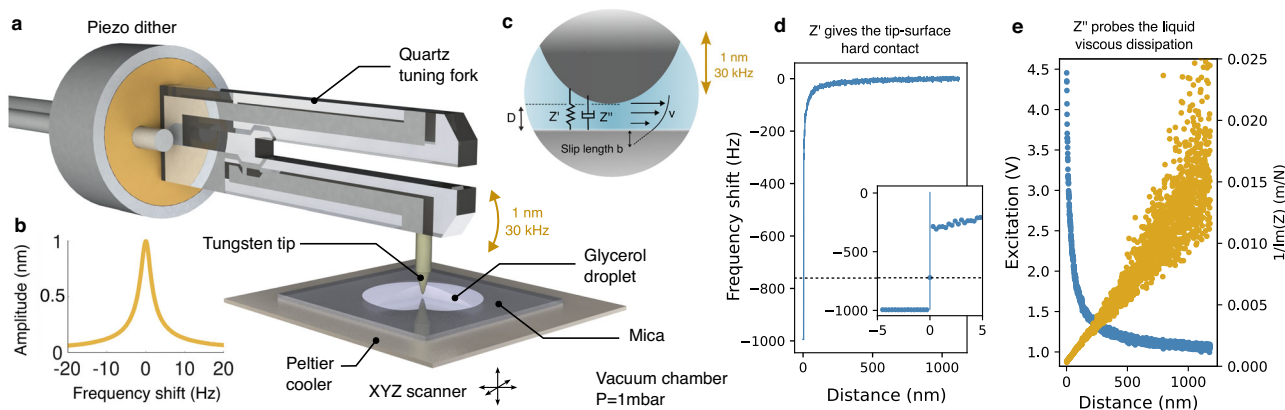 a
Piezo dither
Quartz
tuning fork
1 nm
30 kHz
Tungsten tip
Glycerol
droplet
Mica
Peltier
cooler
XYZ scanner
Vacuum chamber
P=1mbar
b
Amplitude (nm)
1
0.5
0
-20
-10
0
10
20
Frequency shift (Hz)
c
1 nm
30 kHz
D
Z'
Z"
v
Slip length b
d
Z' gives the tip-surface
hard contact
Frequency shift (Hz)
0
−200
−400
−600
−800
−1000
0
500
1000
Distance (nm)
0
−500
−1000
−5
0
5
e
Z" probes the liquid
viscous dissipation
Excitation (V)
4.5
4.0
3.5
3.0
2.5
2.0
1.5
1.0
0
500
1000
Distance (nm)
0.025
0.020
0.015
0.010
0.005
0.000
1/Im(Z) (m/N)